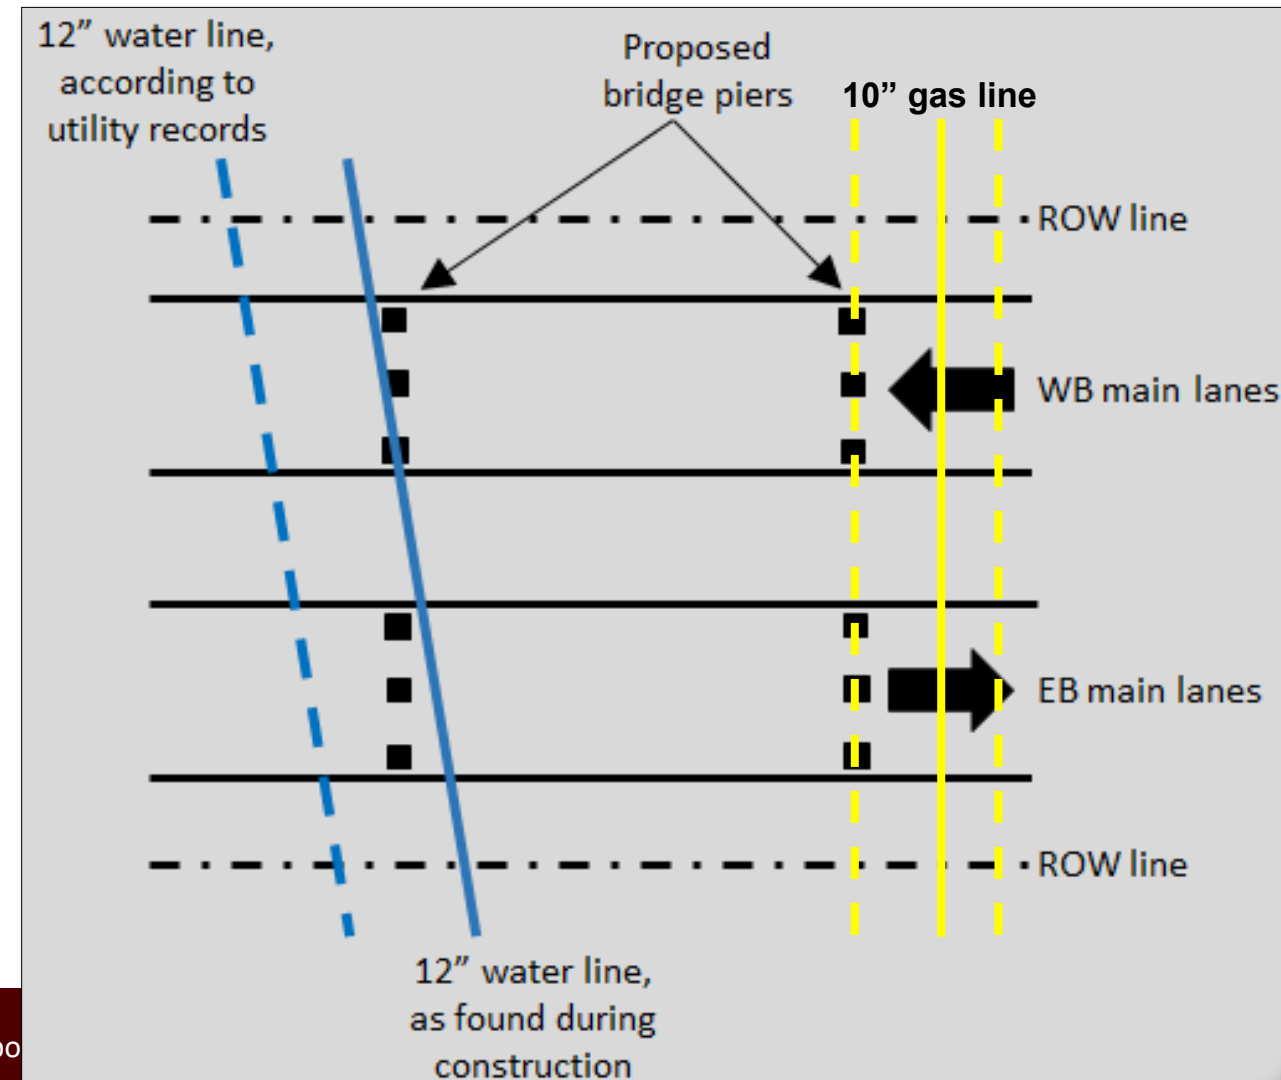 12” water line,
according to
utility records
Proposed
bridge piers
10” gas line
ROW line
WB main lanes
EB main lanes
ROW line
12” water line,
as found during
construction